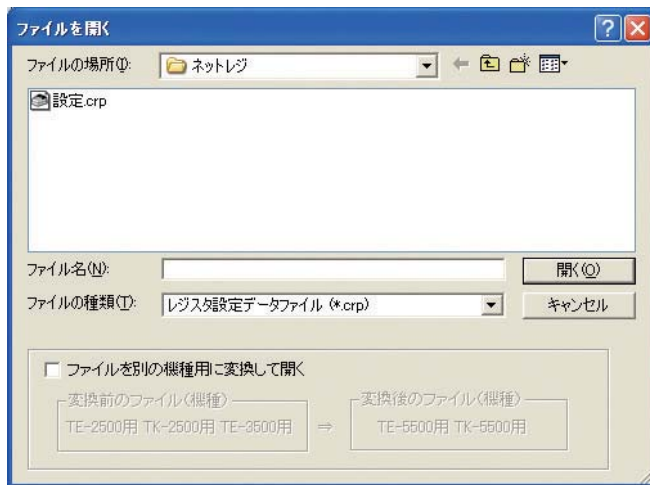 ファイルを開く
ファイルの場所(I):
ネットレジ
設定.crp
ファイル名(N):
開く(O)
ファイルの種類(T):
レジスタ設定データファイル (*.crp)
キャンセル
ファイルを別の機種用に変換して開く
変換前のファイル(機種)
変換後のファイル(機種)
TE-2500用 TK-2500用 TE-3500用
⇒
TE-5500用 TK-5500用